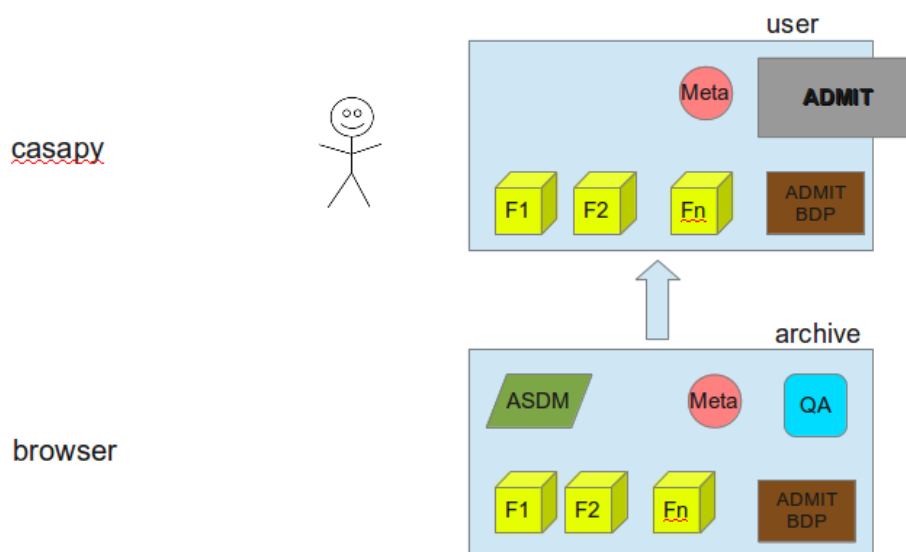 user
Meta
ADMIT
casapy
F1
F2
Fn
ADMIT
BDP
archive
ASDM
Meta
QA
browser
F1
F2
Fn
ADMIT
BDP